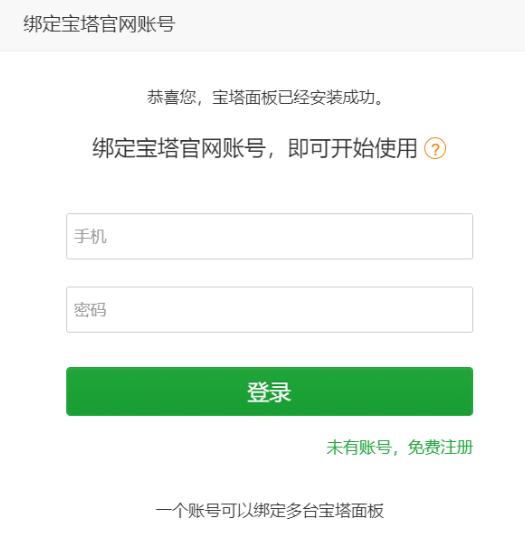 绑定宝塔官网账号
恭喜您，宝塔面板已经安装成功。
绑定宝塔官网账号，即可开始使用 ?
手机
密码
登录
未有账号，免费注册
一个账号可以绑定多台宝塔面板